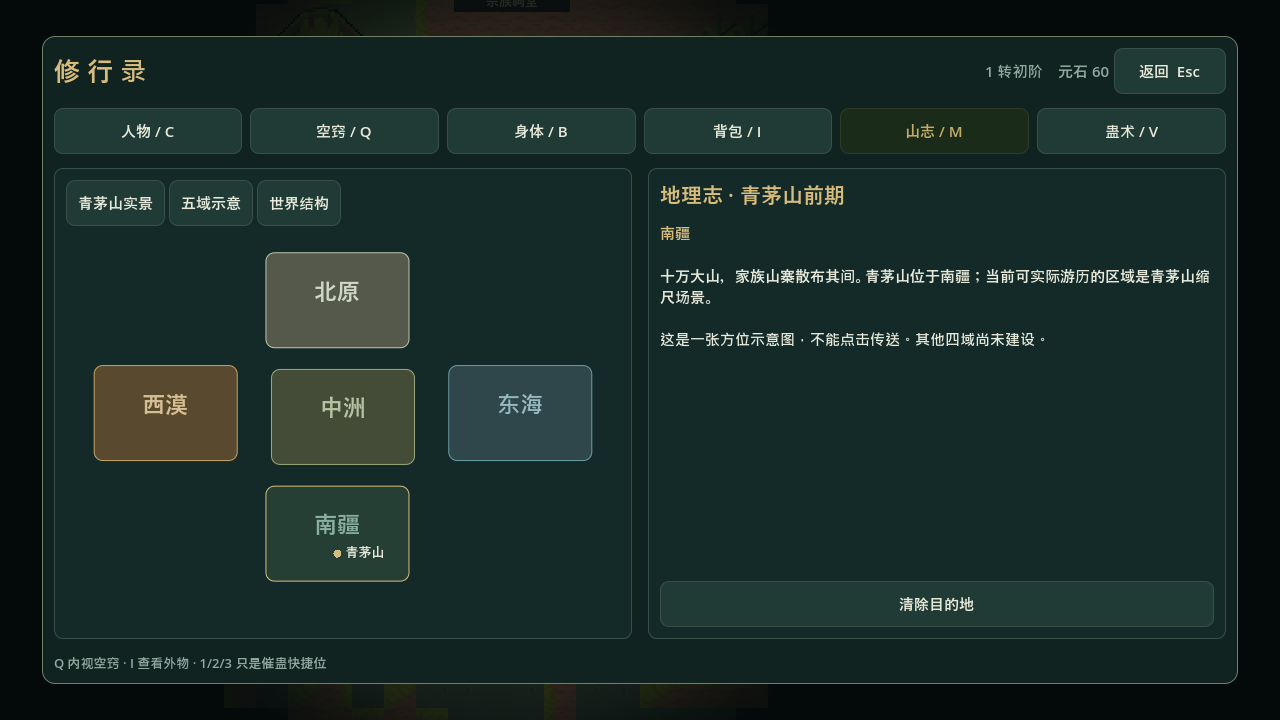 宗族祠堂
修行录
1 转初阶 元石 60 返回 Esc
人物 / C
空窍 / Q
身体 / B
背包 / I
山志 / M
蛊术 / V
青茅山实景
五域示意
世界结构
北原
西漠
中洲
东海
南疆
青茅山
地理志 · 青茅山前期
南疆
十万大山，家族山寨散布其间。青茅山位于南疆；当前可实际游历的区域是青茅山缩
尺场景。
这是一张方位示意图，不能点击传送。其他四域尚未建设。
清除目的地
Q 内视空窍 · I 查看外物 · 1/2/3 只是催蛊快捷位